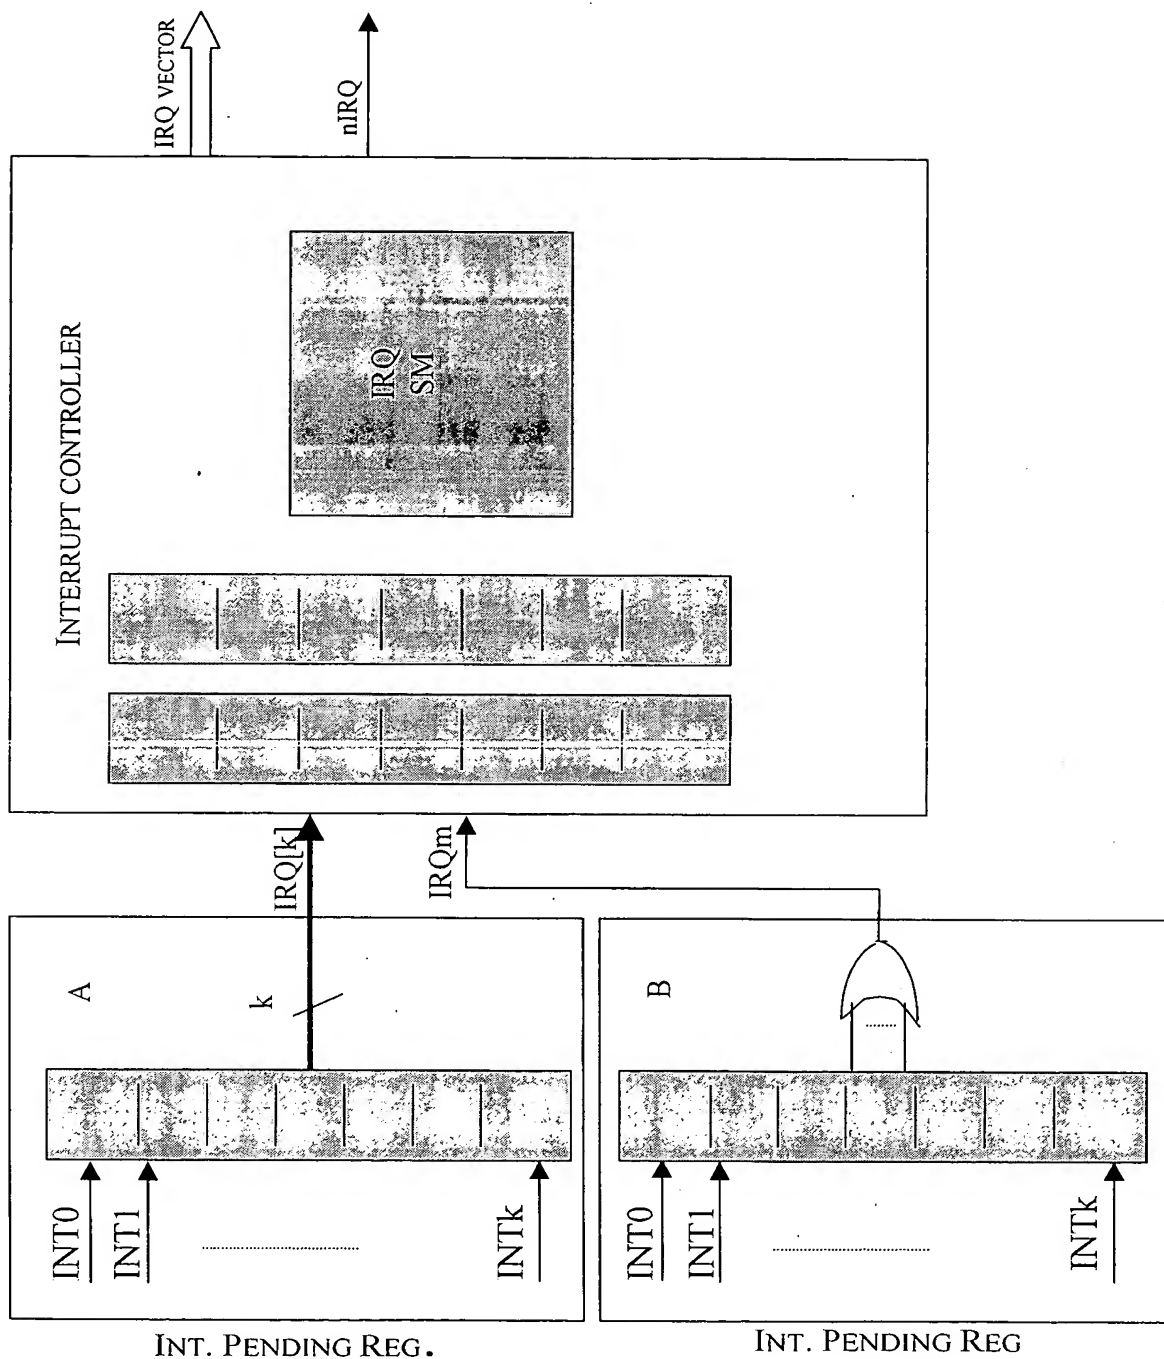 IRQ VECTOR
nIRQ
INTERRUPT CONTROLLER
IRQ
SM
IRQ[k]
IRQm
A
k
B
INT0
INT1
INTk
INT0
INT1
INTk
INT. PENDING REG.
INT. PENDING REG